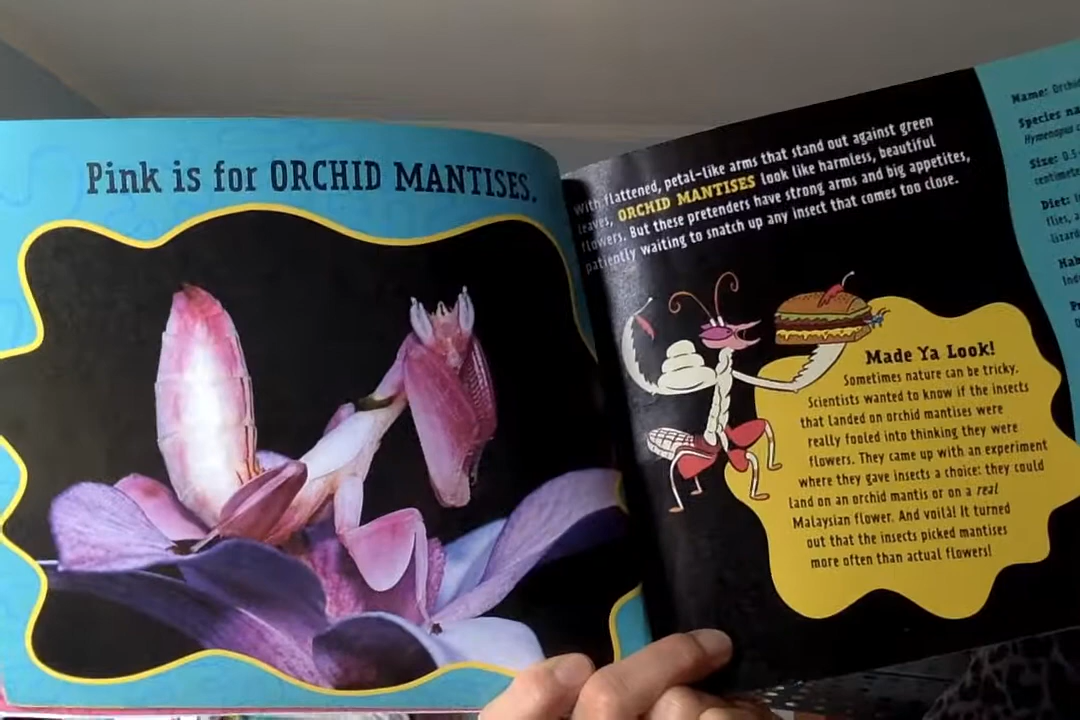 Pink is for ORCHID MANTISES.
With flattened, petal-like arms that stand out against green
leaves, ORCHID MANTISES look like harmless, beautiful
flowers. But these pretenders have strong arms and big appetites,
patiently waiting to snatch up any insect that comes too close.
Made Ya Look!
Sometimes nature can be tricky.
Scientists wanted to know if the insects
that landed on orchid mantises were
really fooled into thinking they were
flowers. They came up with an experiment
where they gave insects a choice: they could
land on an orchid mantis or on a real
Malaysian flower. And voilà! It turned
out that the insects picked mantises
more often than actual flowers!
Name: Orchid
Species
Hymenopus
Size: 0.5
Diet:
flies,